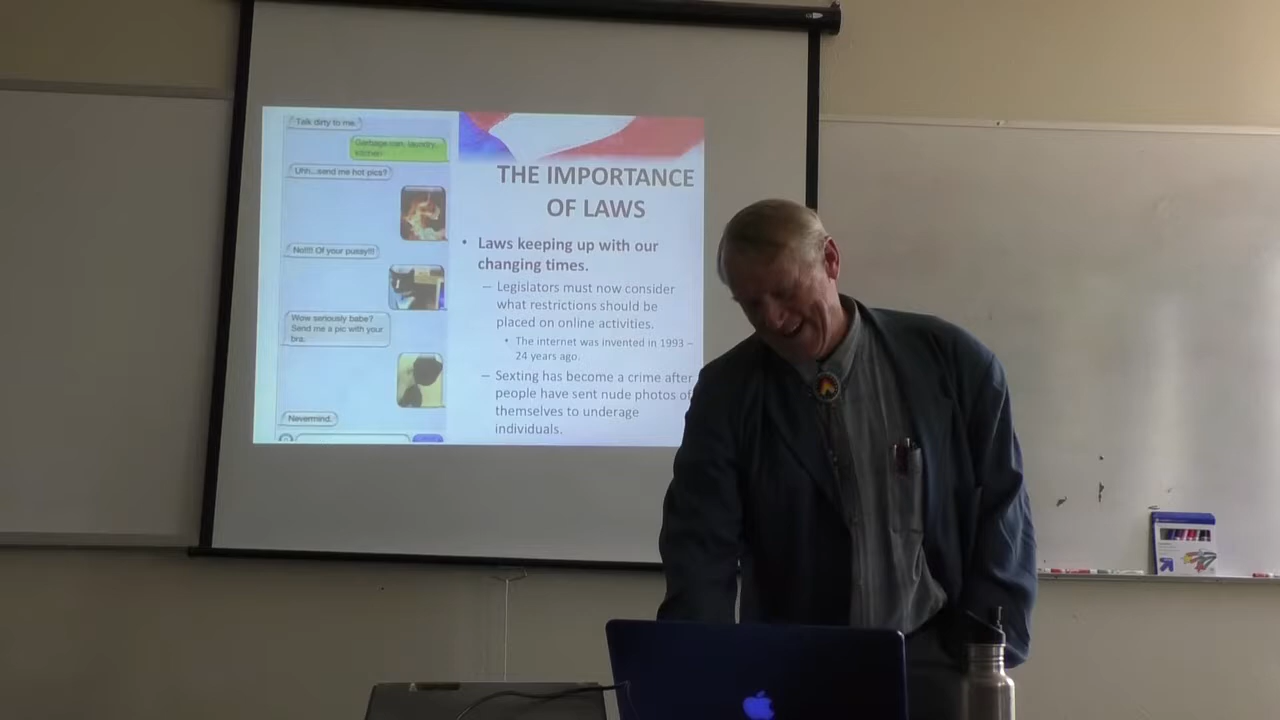 Talk dirty to me.
Garbage can, laundry,
kitchen
Uhh...send me hot pics?
No!!!! Of your pussy!!!
Wow seriously babe?
Send me a pic with your
bra.
Nevermind.
THE IMPORTANCE
OF LAWS
• Laws keeping up with our
changing times.
– Legislators must now consider
what restrictions should be
placed on online activities.
• The internet was invented in 1993 –
24 years ago.
– Sexting has become a crime after
people have sent nude photos of
themselves to underage
individuals.